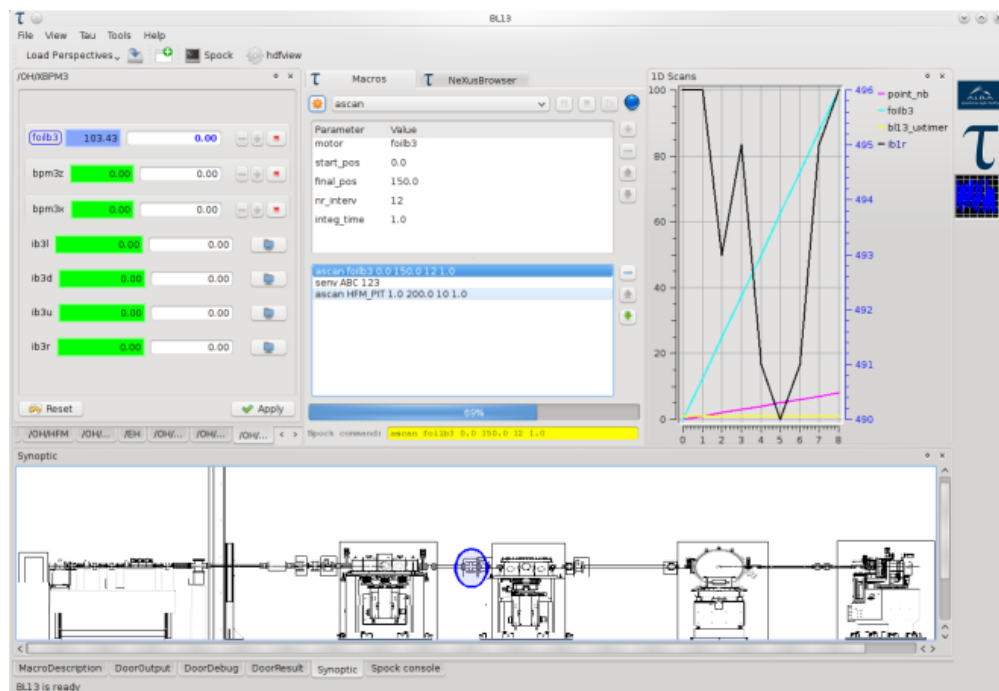 BL13
File View Tau Tools Help
Load Perspectives Spock hdfview
/OH/XBPM3
foilb3 103.43 0.00
bpm3z 0.00 0.00
bpm3x 0.00 0.00
ib3l 0.00 0.00
ib3d 0.00 0.00
ib3u 0.00 0.00
ib3r 0.00 0.00
Reset Apply
/OH/HFM /OH/... /EH /OH/... /OH/... /OH/...
Macros NeXusBrowser
ascan
Parameter Value
motor foilb3
start_pos 0.0
final_pos 150.0
nr_interv 12
integ_time 1.0
ascan foilb3 0.0 150.0 12 1.0
senv ABC 123
ascan HFM_PIT 1.0 200.0 10 1.0
69%
Spock command: ascan foilb3 0.0 150.0 12 1.0
1D Scans
100
80
60
40
20
0
0 1 2 3 4 5 6 7 8
496
495
494
493
492
491
490
point_nb
foilb3
bl13_uxtimer
ib1r
ALBA
Synoptic
MacroDescription DoorOutput DoorDebug DoorResult Synoptic Spock console
BL13 is ready